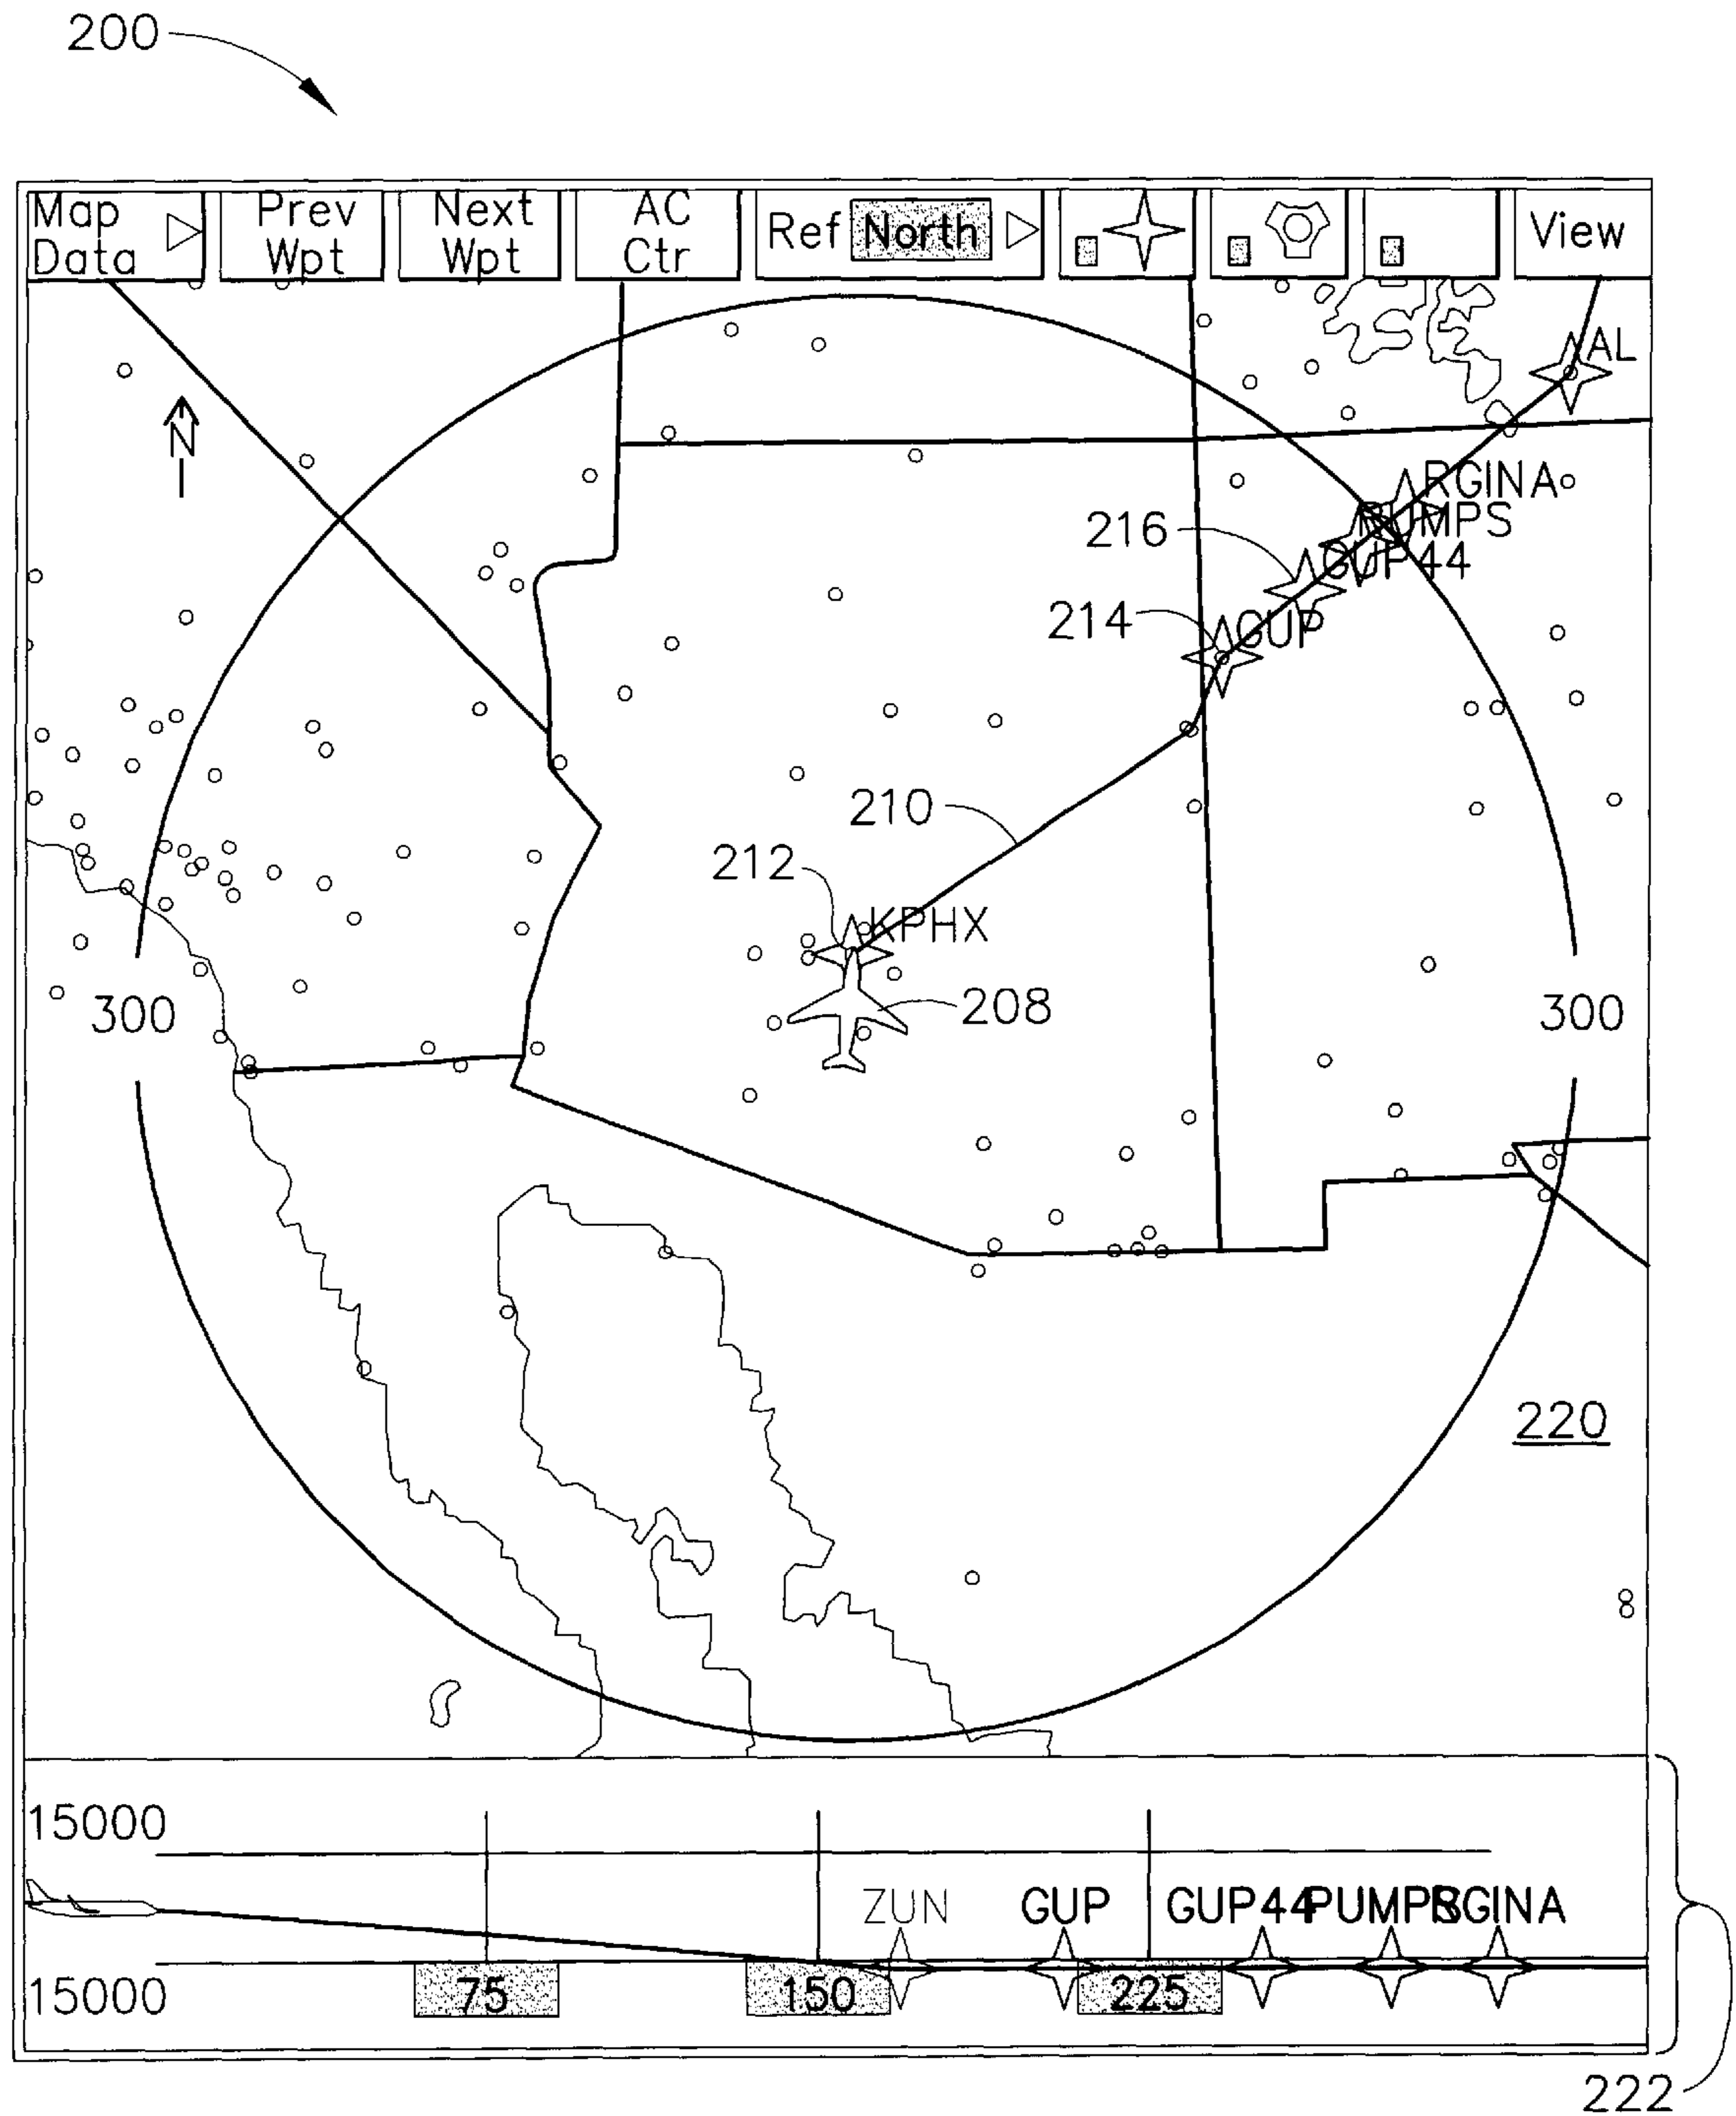 200
Map Data
Prev Wpt
Next Wpt
AC Ctr
Ref North
View
N
AL
RGINA
PUMPS
216
GUP44
214
GUP
210
212
KPHX
208
300
300
220
15000
ZUN
GUP
GUP44
PUMPS
RGINA
15000
75
150
225
222